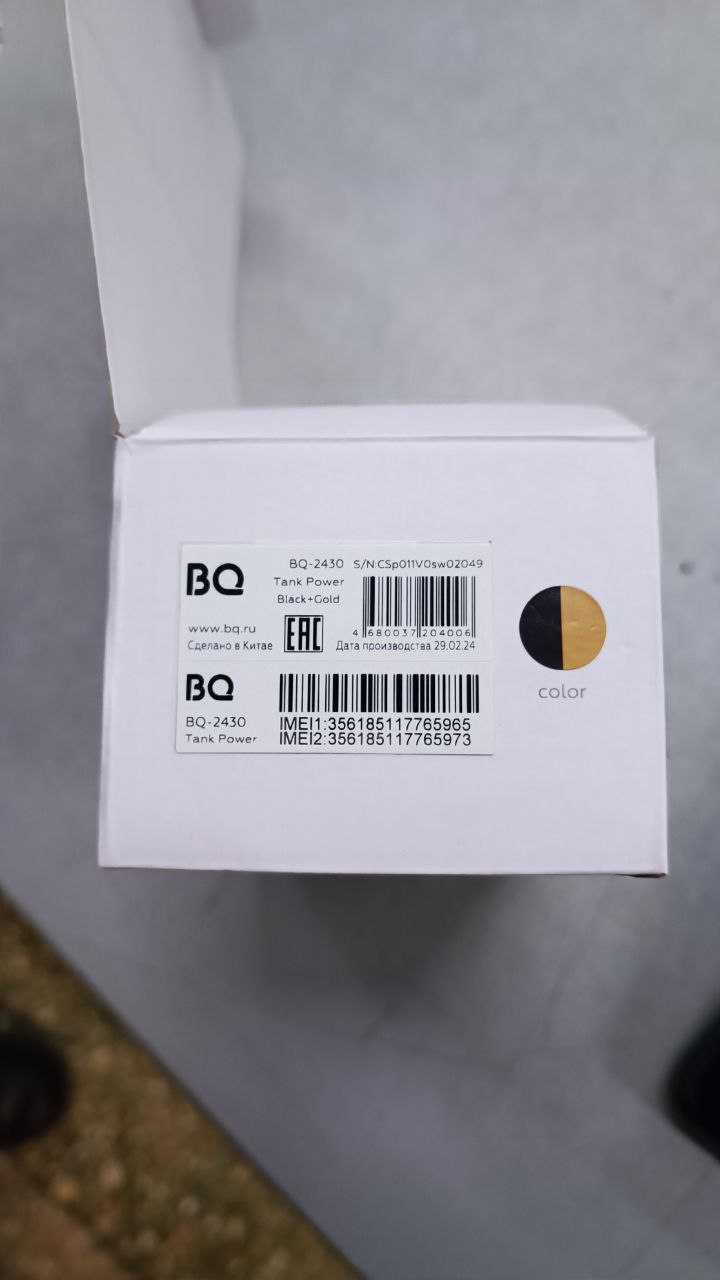 BQ
BQ-2430 S/N:CSp011V0sw02049
Tank Power
Black+Gold
4 680037 204006
www.bq.ru
EAC
Сделано в Китае
Дата производства 29.02.24
BQ
BQ-2430
Tank Power
IMEI1:356185117765965
IMEI2:356185117765973
color